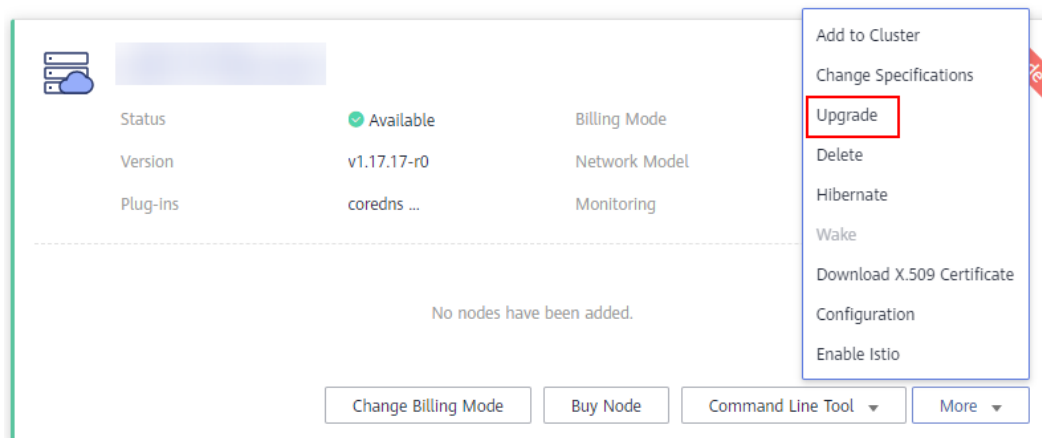 Add to Cluster
Change Specifications
Upgrade
Delete
Hibernate
Wake
Download X.509 Certificate
Configuration
Enable Istio
Status Available Billing Mode
Version v1.17.17-r0 Network Model
Plug-ins coredns ... Monitoring
No nodes have been added.
Change Billing Mode Buy Node Command Line Tool More